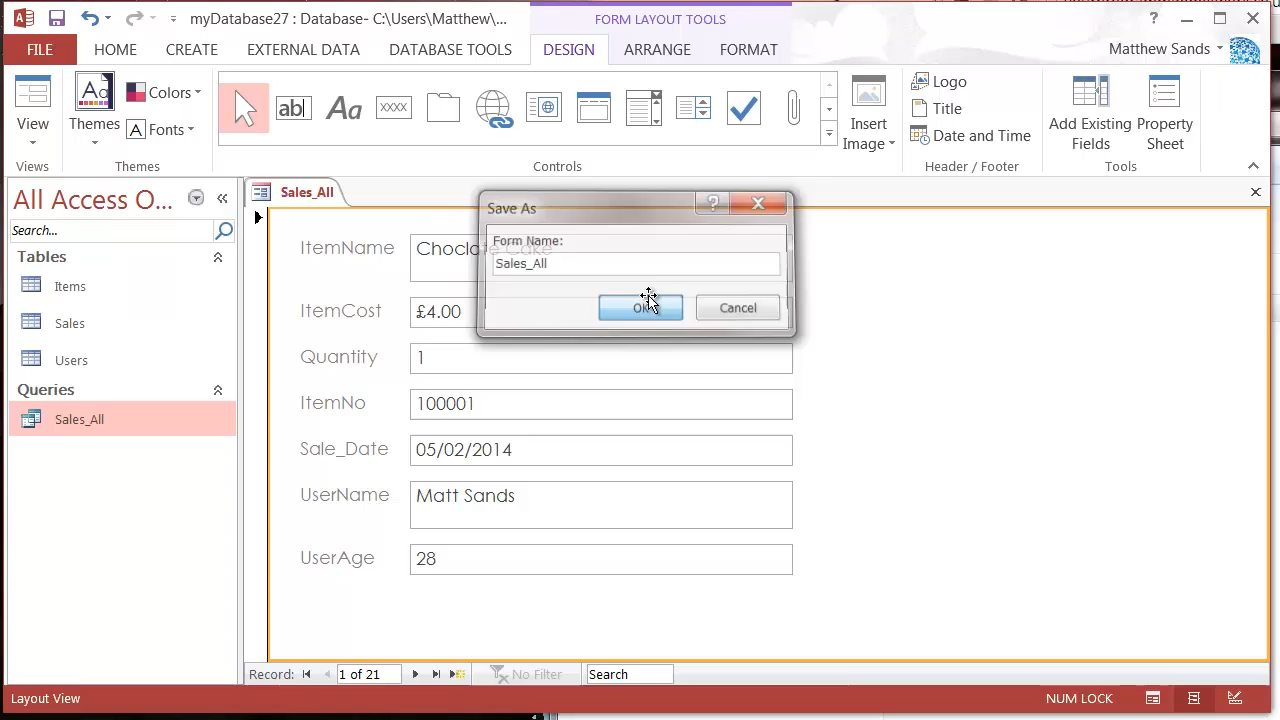 myDatabase27 : Database- C:\Users\Matthew\...
FORM LAYOUT TOOLS
?
FILE
HOME
CREATE
EXTERNAL DATA
DATABASE TOOLS
DESIGN
ARRANGE
FORMAT
Matthew Sands
View
Views
Themes
Aa
Colors
A Fonts
Themes
ab
Aa
XXXX
Controls
Insert
Image
Logo
Title
Date and Time
Header / Footer
Add Existing
Fields
Property
Sheet
Tools
All Access O...
Search...
Tables
Items
Sales
Users
Queries
Sales_All
Sales_All
Save As
?
Form Name:
Sales_All
OK
Cancel
ItemName Choclate Cake
ItemCost £4.00
Quantity 1
ItemNo 100001
Sale_Date 05/02/2014
UserName Matt Sands
UserAge 28
Record: 1 of 21 No Filter Search
Layout View
NUM LOCK